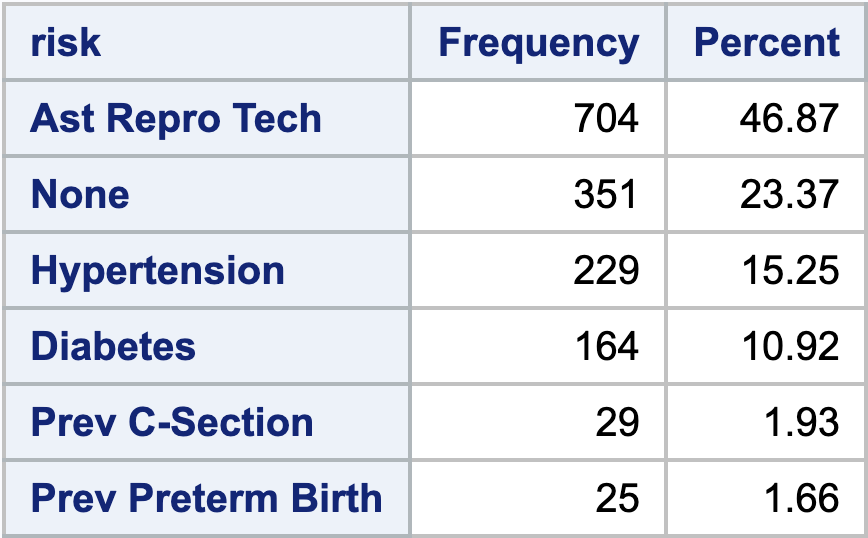 risk Frequency Percent
Ast Repro Tech 704 46.87
None 351 23.37
Hypertension 229 15.25
Diabetes 164 10.92
Prev C-Section 29 1.93
Prev Preterm Birth 25 1.66